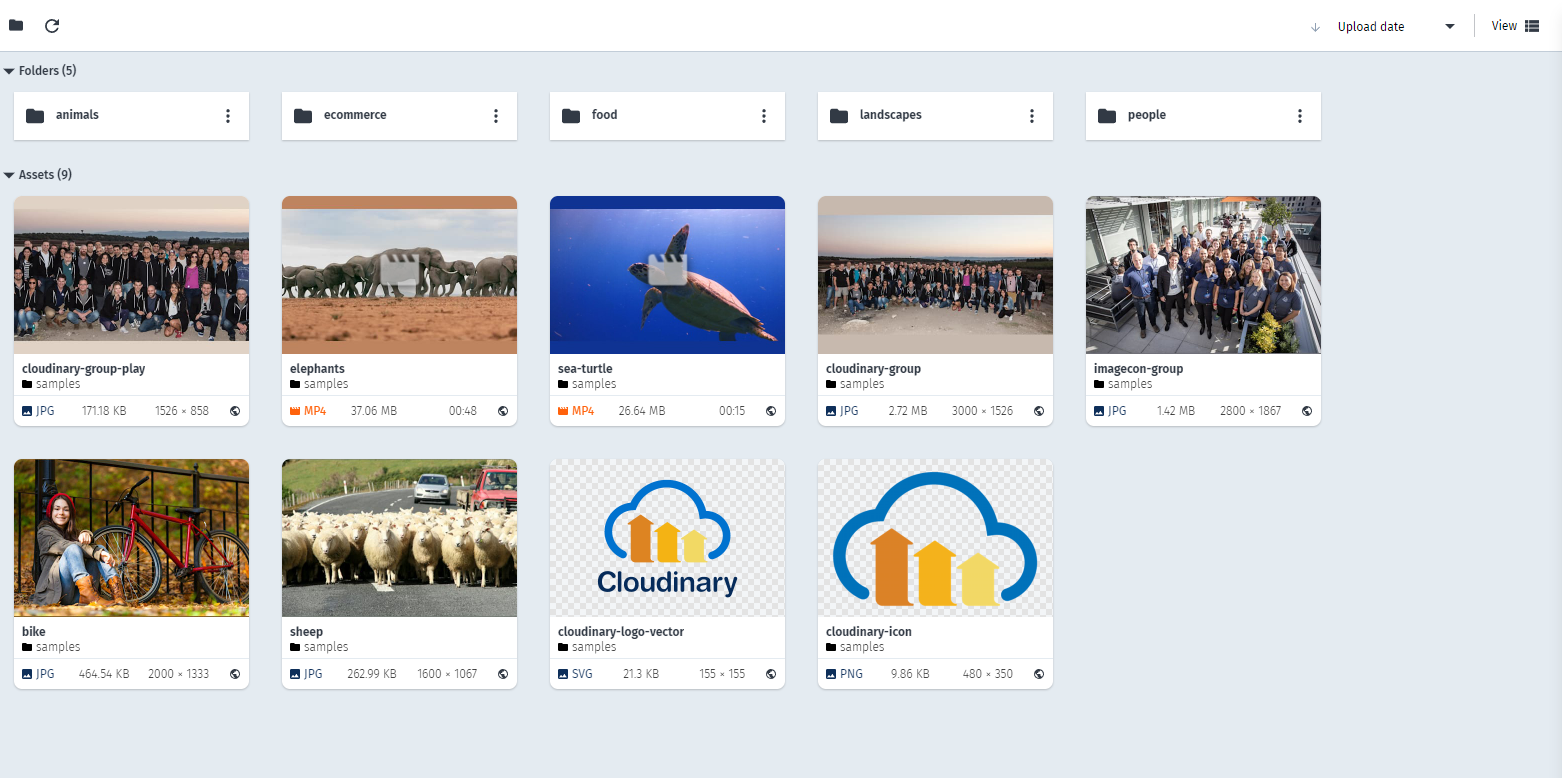 Upload date
View
Folders (5)
animals
ecommerce
food
landscapes
people
Assets (9)
cloudinary-group-play
samples
JPG 171.18 KB 1526 × 858
elephants
samples
MP4 37.06 MB 00:48
sea-turtle
samples
MP4 26.64 MB 00:15
cloudinary-group
samples
JPG 2.72 MB 3000 × 1526
imagecon-group
samples
JPG 1.42 MB 2800 × 1867
bike
samples
JPG 464.54 KB 2000 × 1333
sheep
samples
JPG 262.99 KB 1600 × 1067
Cloudinary
cloudinary-logo-vector
samples
SVG 21.3 KB 155 × 155
cloudinary-icon
samples
PNG 9.86 KB 480 × 350